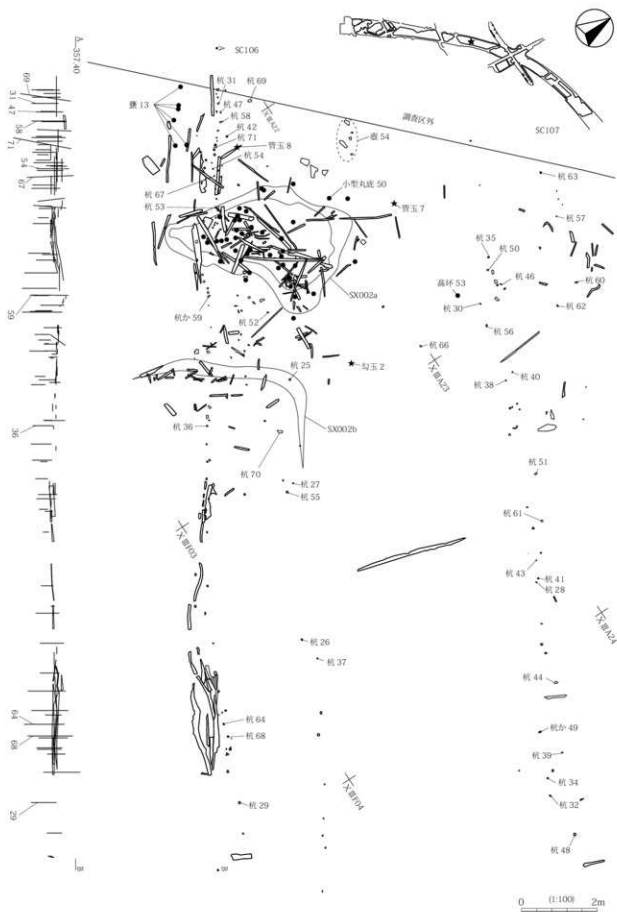 A
357.40
SC106
SC107
調査区外
69
31
47
58
71
54
67
59
36
64
68
29
甕 13
杭 31
杭 69
杭 47
杭 58
杭 42
杭 71
管玉 8
杭 54
杭 67
杭 53
壺 54
杭 63
小型丸底 50
管玉 7
杭 57
杭 35
杭 50
杭 46
杭 60
高坏 53
杭 30
杭 62
SX002a
杭か 59
杭 52
杭 56
杭 66
XⅢA23
勾玉 2
杭 25
杭 40
杭 38
杭 36
SX002b
杭 70
杭 27
杭 55
杭 51
杭 61
XⅢF03
杭 43
杭 41
杭 28
XⅢA24
杭 26
杭 37
杭 44
杭 64
杭 68
杭か 49
杭 39
杭 34
杭 32
XⅢF04
杭 29
杭 48
B
B
0 (1:100) 2m